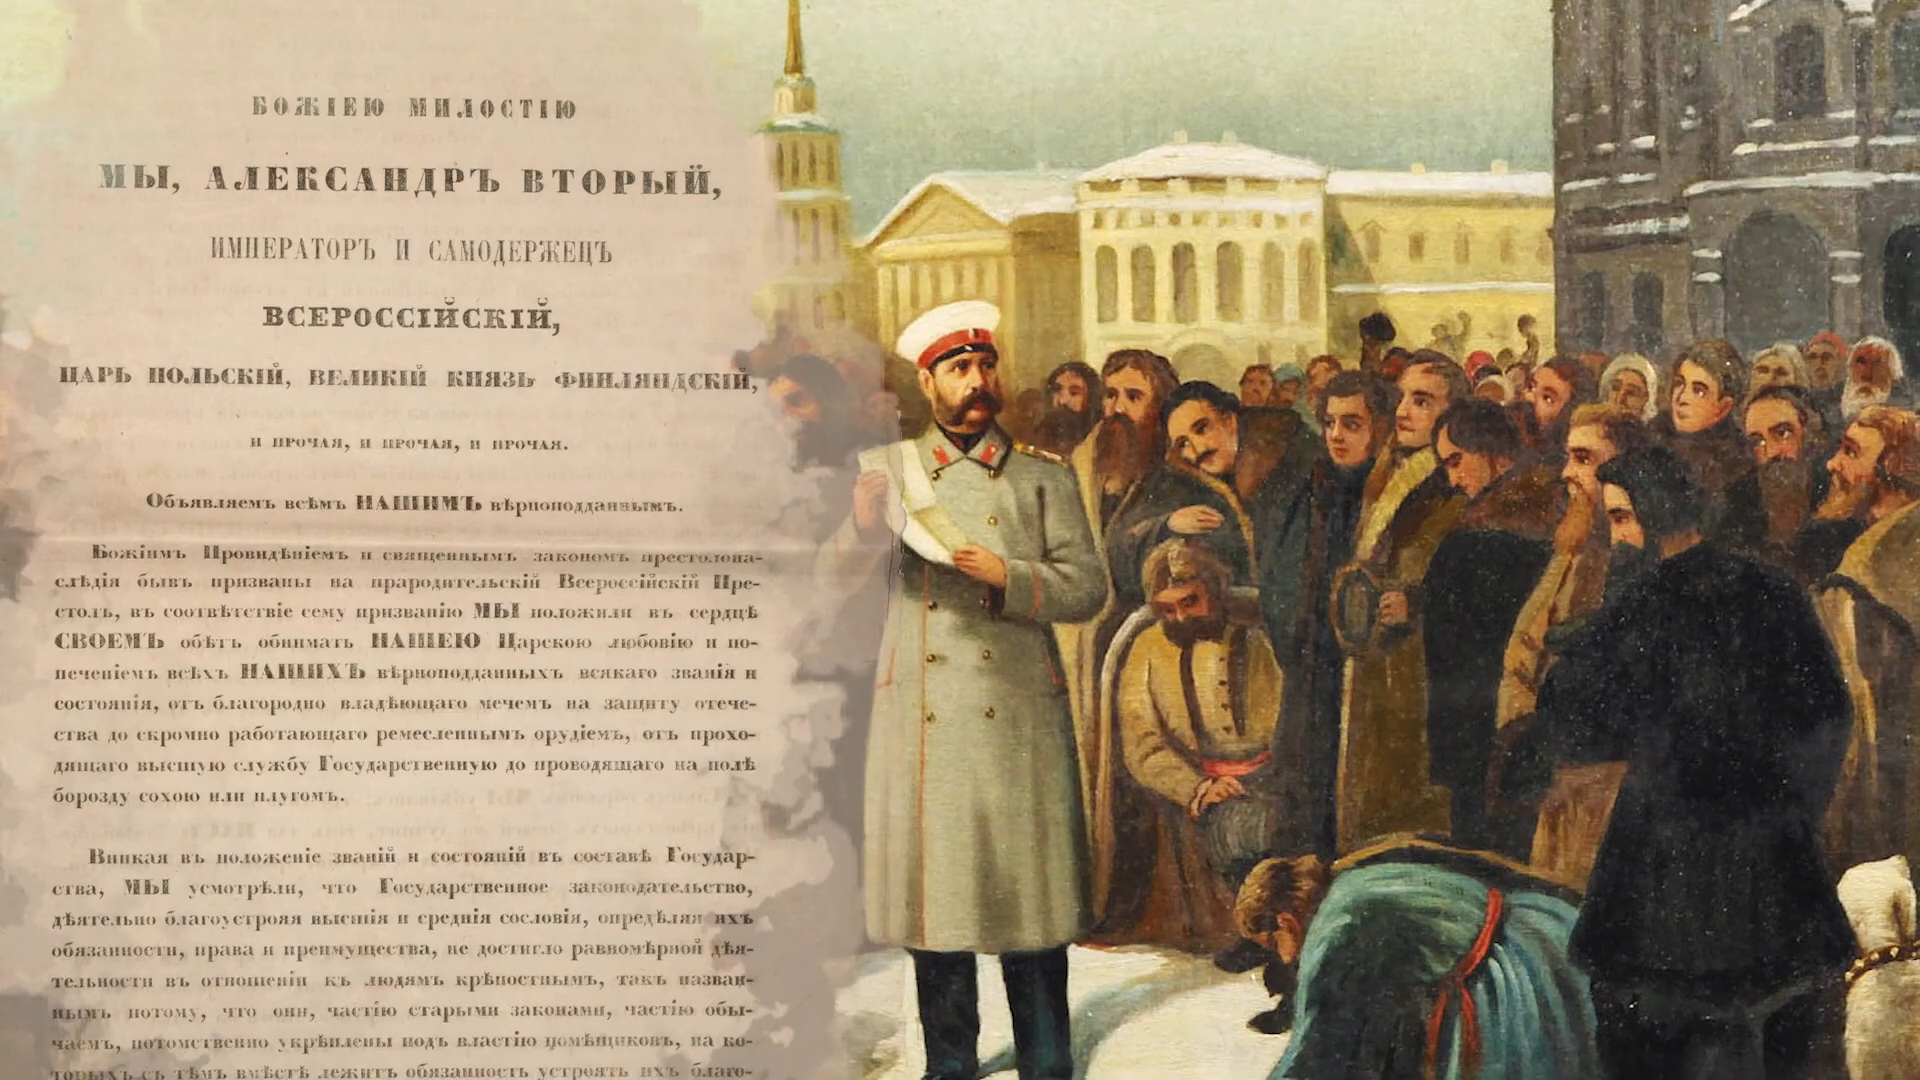 БОЖІЕЮ МИЛОСТІЮ
МЫ, АЛЕКСАНДРЪ ВТОРЫЙ,
ИМПЕРАТОРЪ И САМОДЕРЖЕЦЪ
ВСЕРОССІЙСКІЙ,
ЦАРЬ ПОЛЬСКІЙ, ВЕЛИКІЙ КНЯЗЬ ФИНЛЯНДСКІЙ,
И ПРОЧАЯ, И ПРОЧАЯ, И ПРОЧАЯ.
Объявляемъ всѣмъ НАШИМЪ вѣрноподданнымъ.
Божіимъ Провидѣніемъ и священнымъ закономъ престолона-
слѣдія бывъ призваны на прародительскій Всероссійскій Пре-
столъ, въ соотвѣтствіе сему призванію МЫ положили въ сердцѣ
СВОЕМЪ обѣтъ обнимать НАШЕЮ Царскою любовію и по-
печеніемъ всѣхъ НАШИХЪ вѣрноподданныхъ всякаго званія и
состоянія, отъ благородно владѣющаго мечемъ на защиту отече-
ства до скромно работающаго ремесленнымъ орудіемъ, отъ прохо-
дящаго высшую службу Государственную до проводящаго на полѣ
борозду сохою или плугомъ.
Вникая въ положеніе званій и состояній въ составѣ Государ-
ства, МЫ усмотрѣли, что Государственное законодательство,
дѣятельно благоустрояя высшія и среднія сословія, опредѣляя ихъ
обязанности, права и преимущества, не достигло равномѣрной дѣя-
тельности въ отношеніи къ людямъ крѣпостнымъ, такъ назван-
нымъ потому, что они, частію старыми законами, частію обы-
чаемъ, потомственно укрѣплены подъ властію помѣщиковъ, на ко-
торыхъ съ тѣмъ вмѣстѣ лежитъ обязанность устроять ихъ благо-